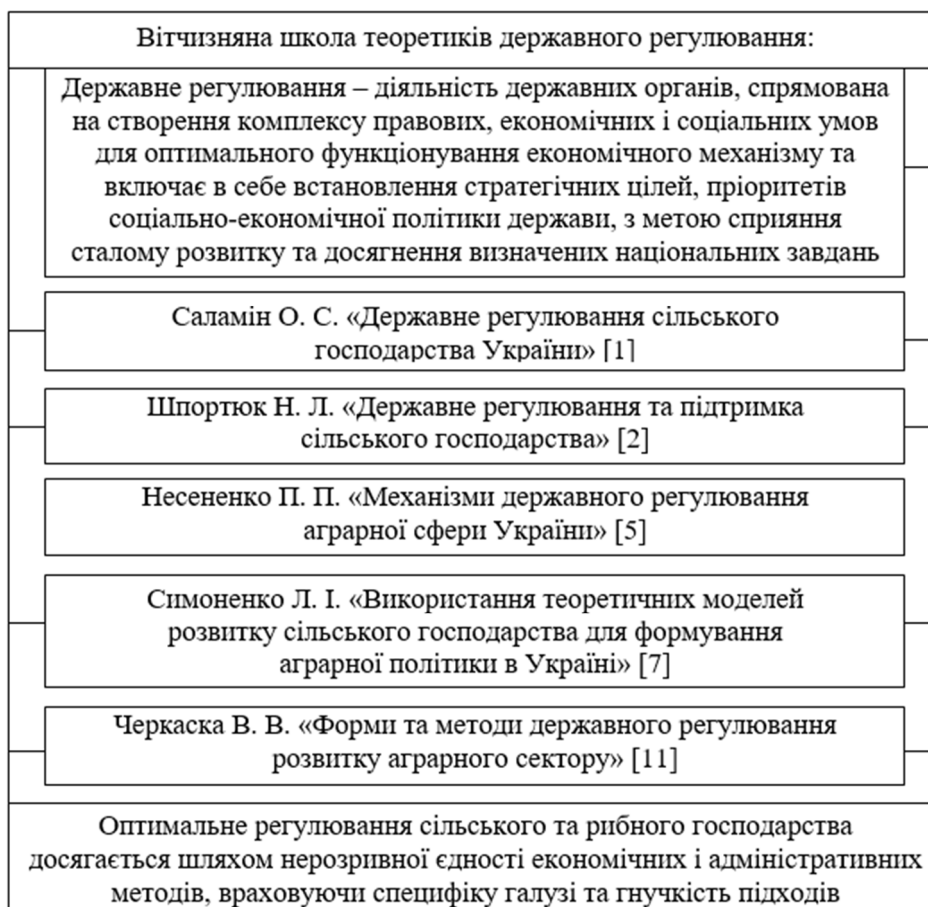 Вітчизняна школа теоретиків державного регулювання:
Державне регулювання – діяльність державних органів, спрямована
на створення комплексу правових, економічних і соціальних умов
для оптимального функціонування економічного механізму та
включає в себе встановлення стратегічних цілей, пріоритетів
соціально-економічної політики держави, з метою сприяння
сталому розвитку та досягнення визначених національних завдань
Саламін О. С. «Державне регулювання сільського
господарства України» [1]
Шпортюк Н. Л. «Державне регулювання та підтримка
сільського господарства» [2]
Несененко П. П. «Механізми державного регулювання
аграрної сфери України» [5]
Симоненко Л. І. «Використання теоретичних моделей
розвитку сільського господарства для формування
аграрної політики в Україні» [7]
Черкаска В. В. «Форми та методи державного регулювання
розвитку аграрного сектору» [11]
Оптимальне регулювання сільського та рибного господарства
досягається шляхом нерозривної єдності економічних і адміністративних
методів, враховуючи специфіку галузі та гнучкість підходів